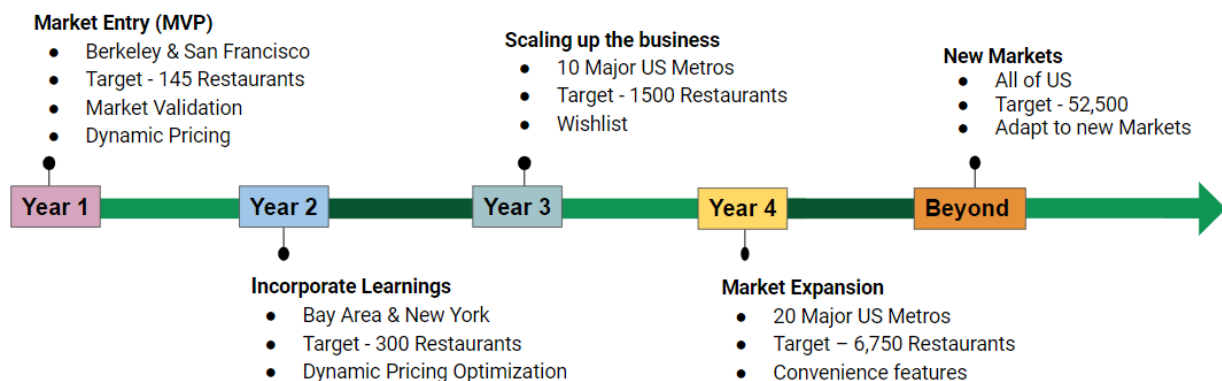 Market Entry (MVP)
● Berkeley & San Francisco
● Target - 145 Restaurants
● Market Validation
● Dynamic Pricing
Scaling up the business
● 10 Major US Metros
● Target - 1500 Restaurants
● Wishlist
New Markets
● All of US
● Target - 52,500
● Adapt to new Markets
Year 1
Year 2
Year 3
Year 4
Beyond
Incorporate Learnings
● Bay Area & New York
● Target - 300 Restaurants
● Dynamic Pricing Optimization
Market Expansion
● 20 Major US Metros
● Target – 6,750 Restaurants
● Convenience features